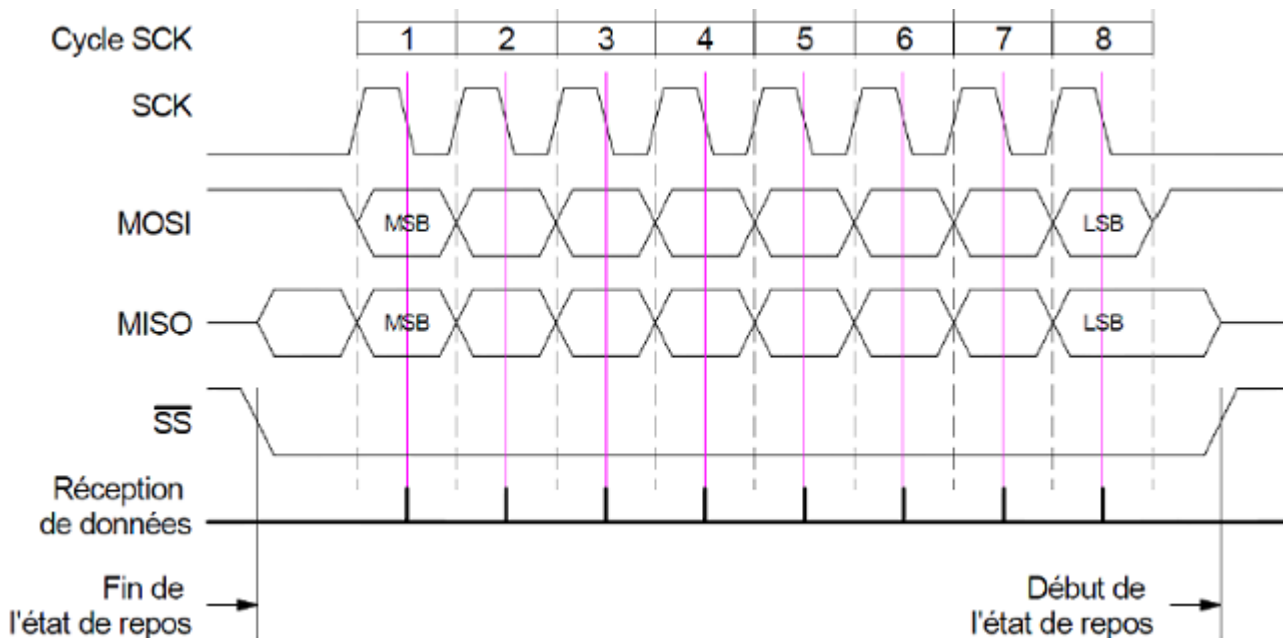 Cycle SCK 1 2 3 4 5 6 7 8
SCK
MOSI MSB LSB
MISO MSB LSB
SS
Réception
de données
Fin de
l'état de repos
Début de
l'état de repos